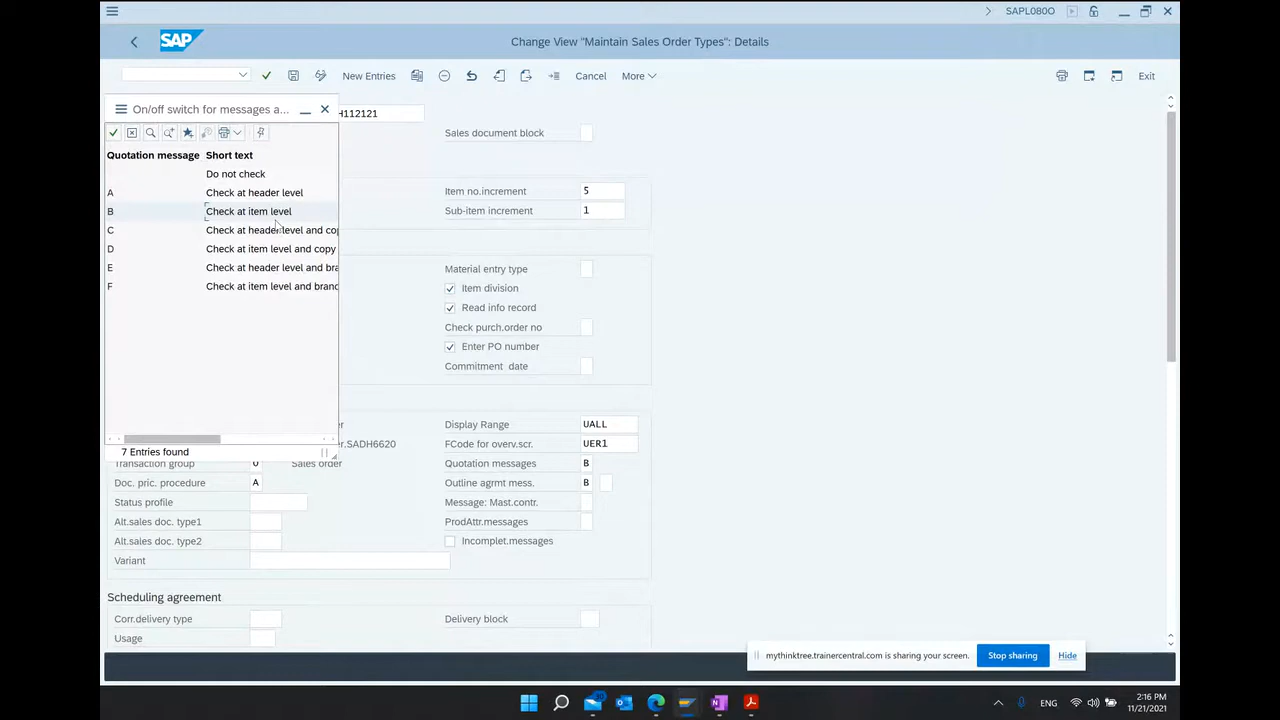 SAPL080O
SAP
Change View "Maintain Sales Order Types": Details
New Entries
Cancel
More
Exit
On/off switch for messages a...
Quotation message Short text
Do not check
A Check at header level
B Check at item level
C Check at header level and cop
D Check at item level and copy
E Check at header level and bra
F Check at item level and branc
7 Entries found
H112121
Sales document block
Item no.increment 5
Sub-item increment 1
Material entry type
Item division
Read info record
Check purch.order no
Enter PO number
Commitment date
er.SADH6620
Display Range UALL
FCode for overv.scr. UER1
Transaction group 0 Sales order Quotation messages B
Doc. pric. procedure A Outline agrmt mess. B
Status profile Message: Mast.contr.
Alt.sales doc. type1 ProdAttr.messages
Alt.sales doc. type2 Incomplet.messages
Variant
Scheduling agreement
Corr.delivery type Delivery block
Usage
mythinktree.trainercentral.com is sharing your screen. Stop sharing Hide
ENG
2:16 PM
11/21/2021